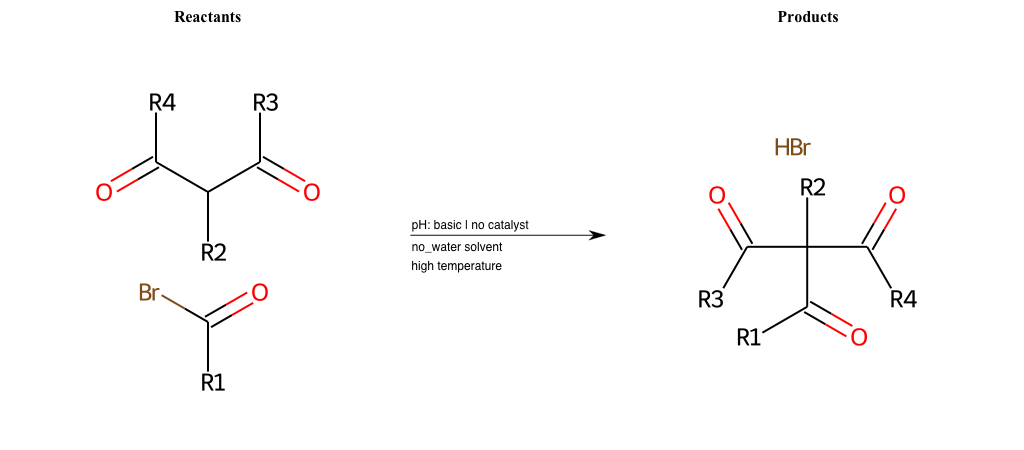 Reactants
Products
R4
R3
O
O
R2
Br
O
R1
pH: basic | no catalyst
no_water solvent
high temperature
HBr
O
R2
O
R3
R4
R1
O